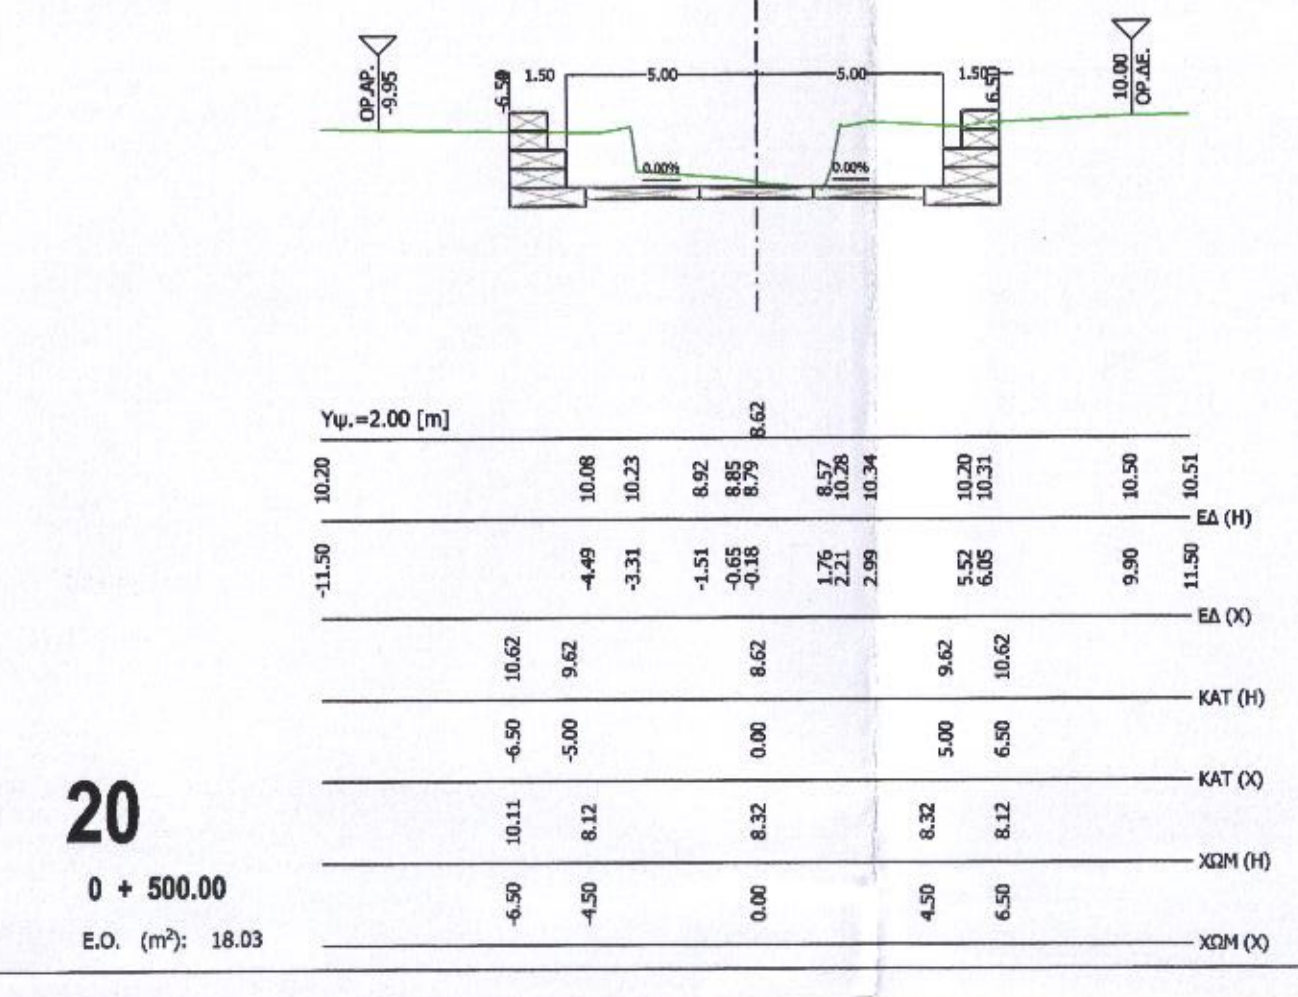 ΟΡ.ΑΡ.
-9.95
-6.50
1.50
5.00
5.00
1.50
6.50
10.00
ΟΡ.ΔΕ.
0.00%
0.00%
Υψ.=2.00 [m]
8.62
10.20 10.08 10.23 8.92 8.85 8.79 8.57 10.28 10.34 10.20 10.31 10.50 10.51 ΕΔ (Η)
-11.50 -4.49 -3.31 -1.51 -0.65 -0.18 1.76 2.21 2.99 5.52 6.05 9.90 11.50 ΕΔ (Χ)
10.62 9.62 8.62 9.62 10.62 ΚΑΤ (Η)
-6.50 -5.00 0.00 5.00 6.50 ΚΑΤ (Χ)
10.11 8.12 8.32 8.32 8.12 ΧΩΜ (Η)
-6.50 -4.50 0.00 4.50 6.50 ΧΩΜ (Χ)
20
0 + 500.00
Ε.Ο. (m²): 18.03